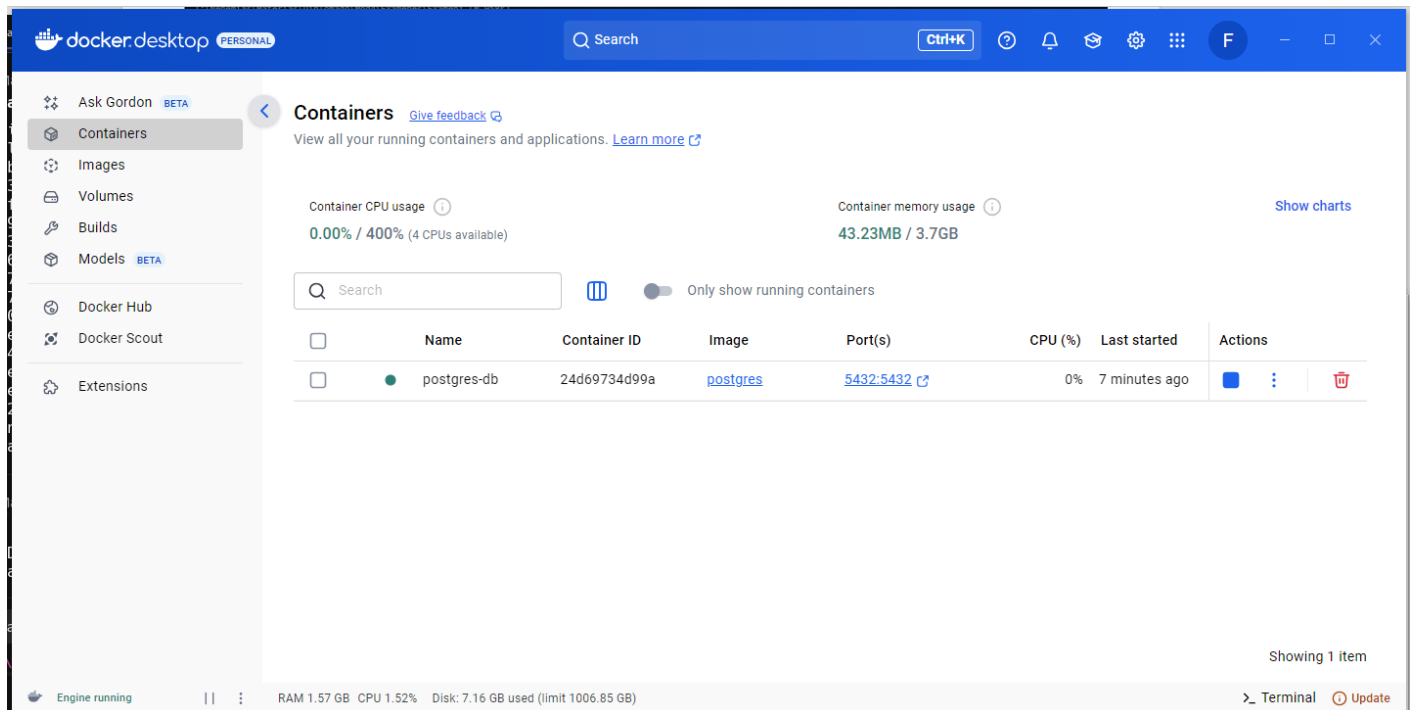 docker.desktop PERSONAL
Search Ctrl+K
F
Ask Gordon BETA
Containers
Images
Volumes
Builds
Models BETA
Docker Hub
Docker Scout
Extensions
Containers Give feedback
View all your running containers and applications. Learn more
Container CPU usage
0.00% / 400% (4 CPUs available)
Container memory usage
43.23MB / 3.7GB
Show charts
Search
Only show running containers
Name Container ID Image Port(s) CPU (%) Last started Actions
postgres-db 24d69734d99a postgres 5432:5432 0% 7 minutes ago
Showing 1 item
Engine running RAM 1.57 GB CPU 1.52% Disk: 7.16 GB used (limit 1006.85 GB) >_ Terminal Update